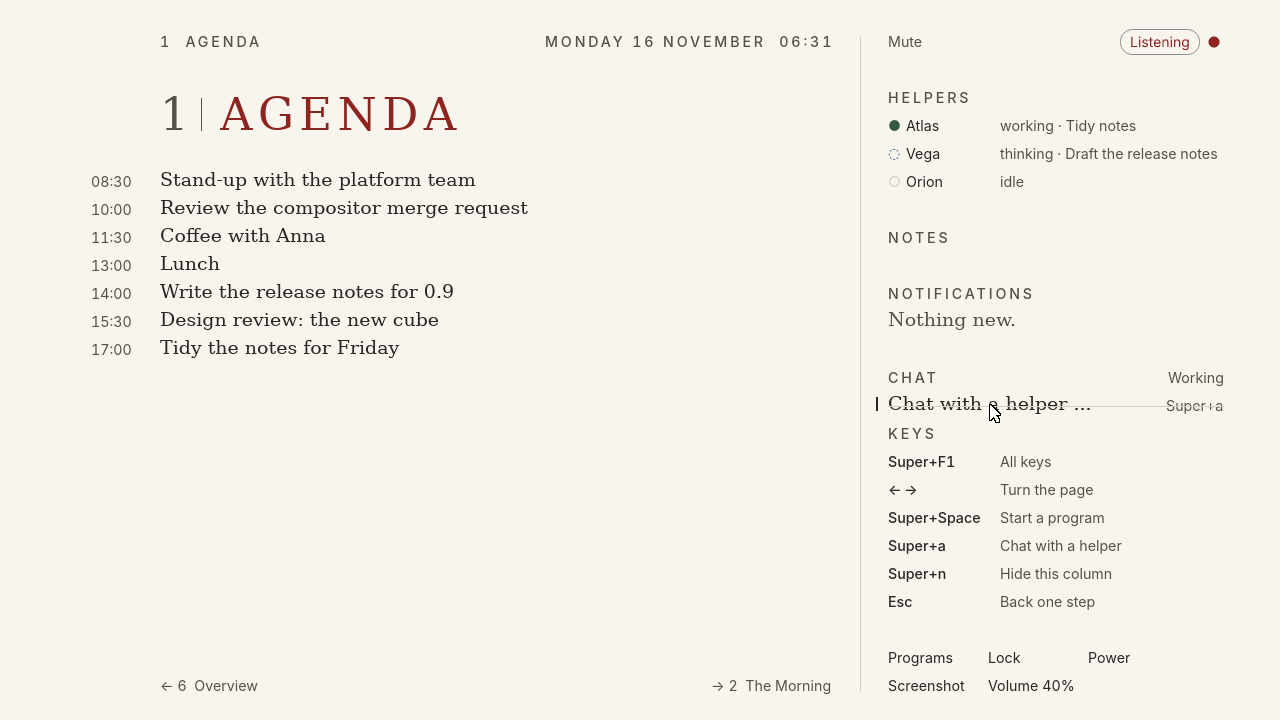 1 AGENDA
MONDAY 16 NOVEMBER 06:31
1 AGENDA
08:30 Stand-up with the platform team
10:00 Review the compositor merge request
11:30 Coffee with Anna
13:00 Lunch
14:00 Write the release notes for 0.9
15:30 Design review: the new cube
17:00 Tidy the notes for Friday
← 6 Overview
→ 2 The Morning
Mute Listening
HELPERS
Atlas working · Tidy notes
Vega thinking · Draft the release notes
Orion idle
NOTES
NOTIFICATIONS
Nothing new.
CHAT Working
Chat with a helper ... Super+a
KEYS
Super+F1 All keys
← → Turn the page
Super+Space Start a program
Super+a Chat with a helper
Super+n Hide this column
Esc Back one step
Programs Lock Power
Screenshot Volume 40%